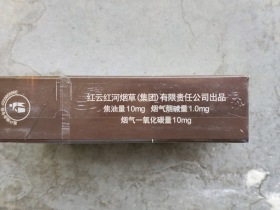 红云红河烟草(集团)有限责任公司出品
焦油量10mg 烟气烟碱量1.0mg
烟气一氧化碳量10mg